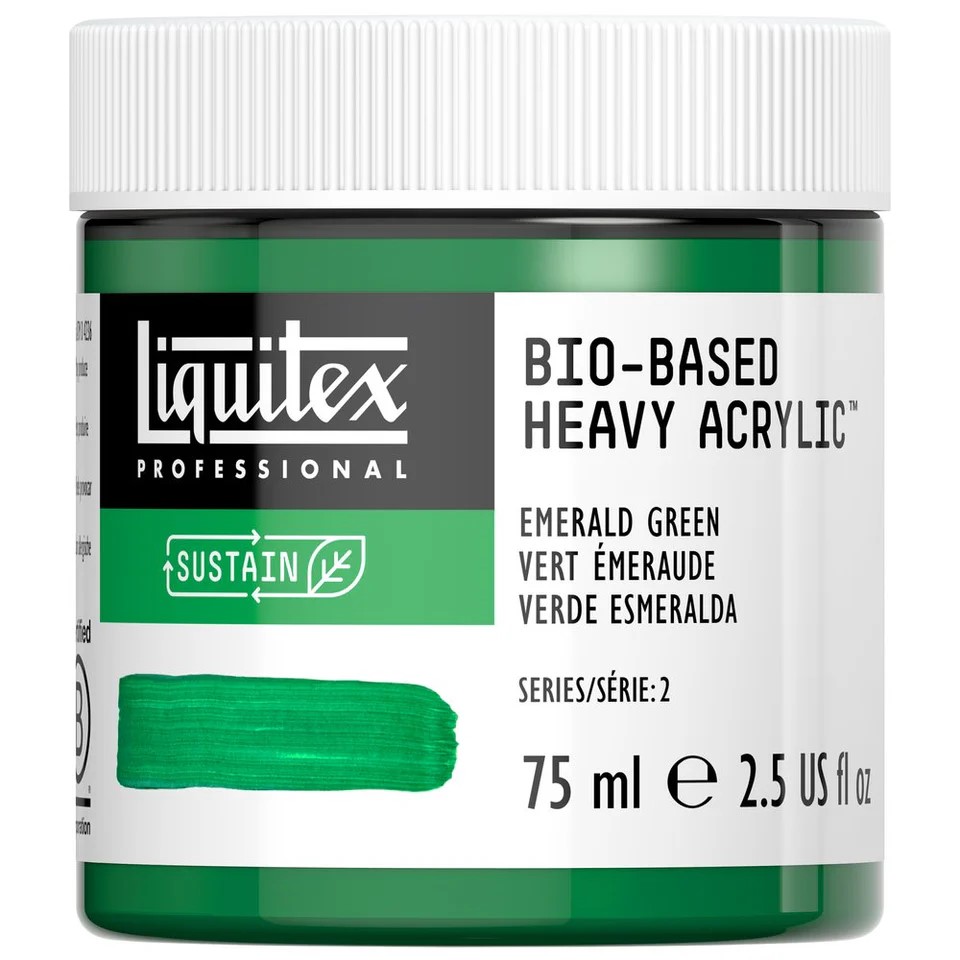 Liquitex
PROFESSIONAL
SUSTAIN
BIO-BASED
HEAVY ACRYLIC™
EMERALD GREEN
VERT ÉMERAUDE
VERDE ESMERALDA
SERIES/SÉRIE: 2
75 ml ℮ 2.5 US fl oz